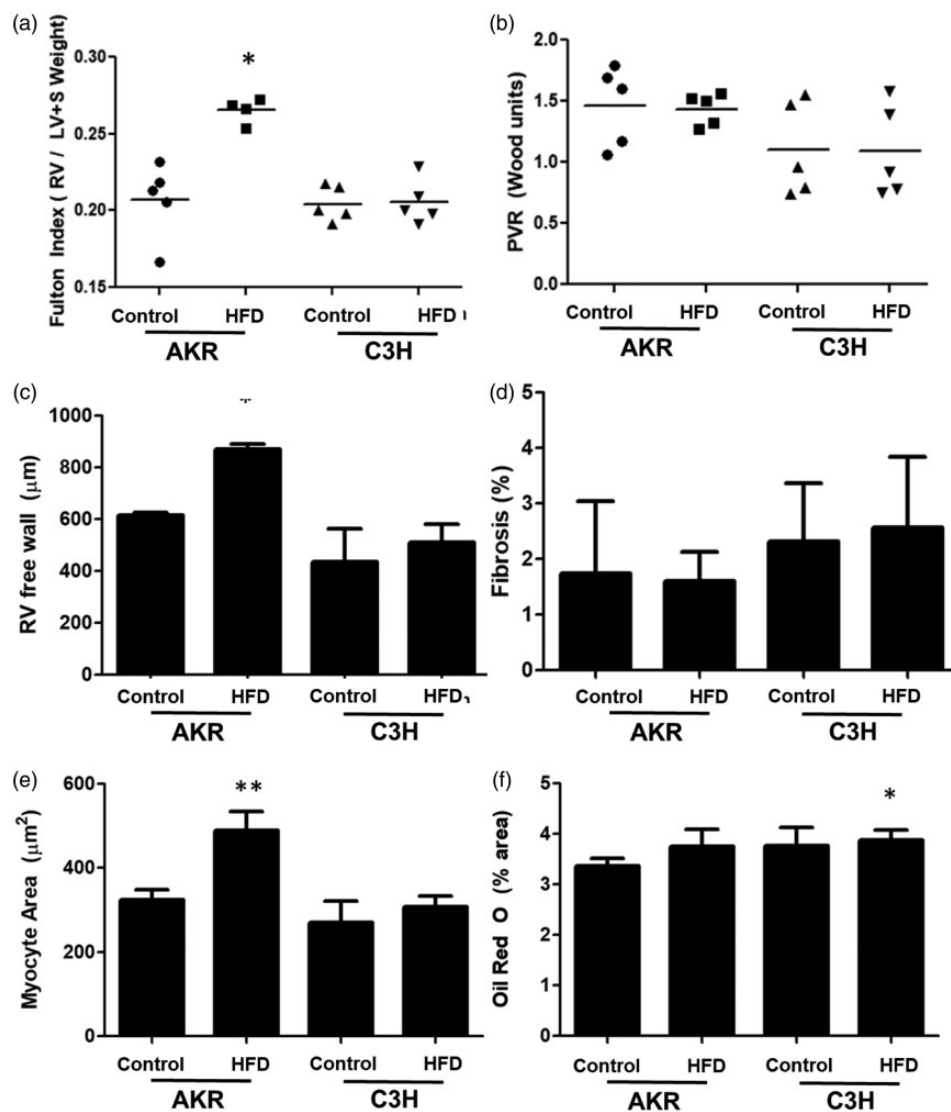 (a)
Fulton Index ( RV / LV+S Weight)
0.30
0.25
0.20
0.15
*
Control HFD Control HFD
AKR C3H
(b)
PVR (Wood units)
2.0
1.5
1.0
0.5
0.0
Control HFD Control HFD
AKR C3H
(c)
RV free wall (μm)
1000
800
600
400
200
0
Control HFD Control HFD
AKR C3H
(d)
Fibrosis (%)
5
4
3
2
1
0
Control HFD Control HFD
AKR C3H
(e)
Myocyte Area (μm²)
600
400
200
0
**
Control HFD Control HFD
AKR C3H
(f)
Oil Red O (% area)
5
4
3
2
1
0
*
Control HFD Control HFD
AKR C3H